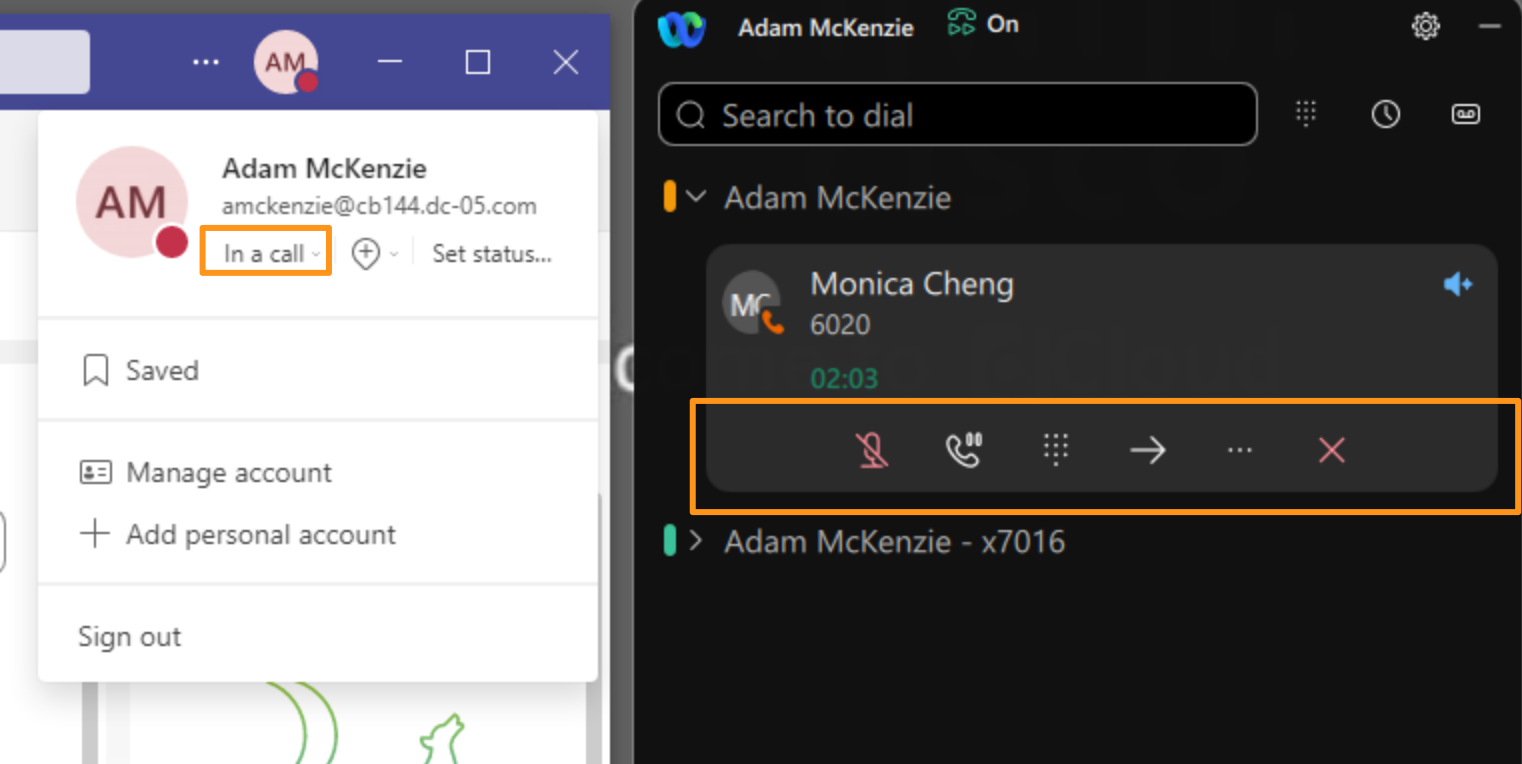 AM
AM
Adam McKenzie
amckenzie@cb144.dc-05.com
In a call
Set status...
Saved
Manage account
Add personal account
Sign out
Adam McKenzie
On
Search to dial
Adam McKenzie
MC
Monica Cheng
6020
02:03
Adam McKenzie - x7016